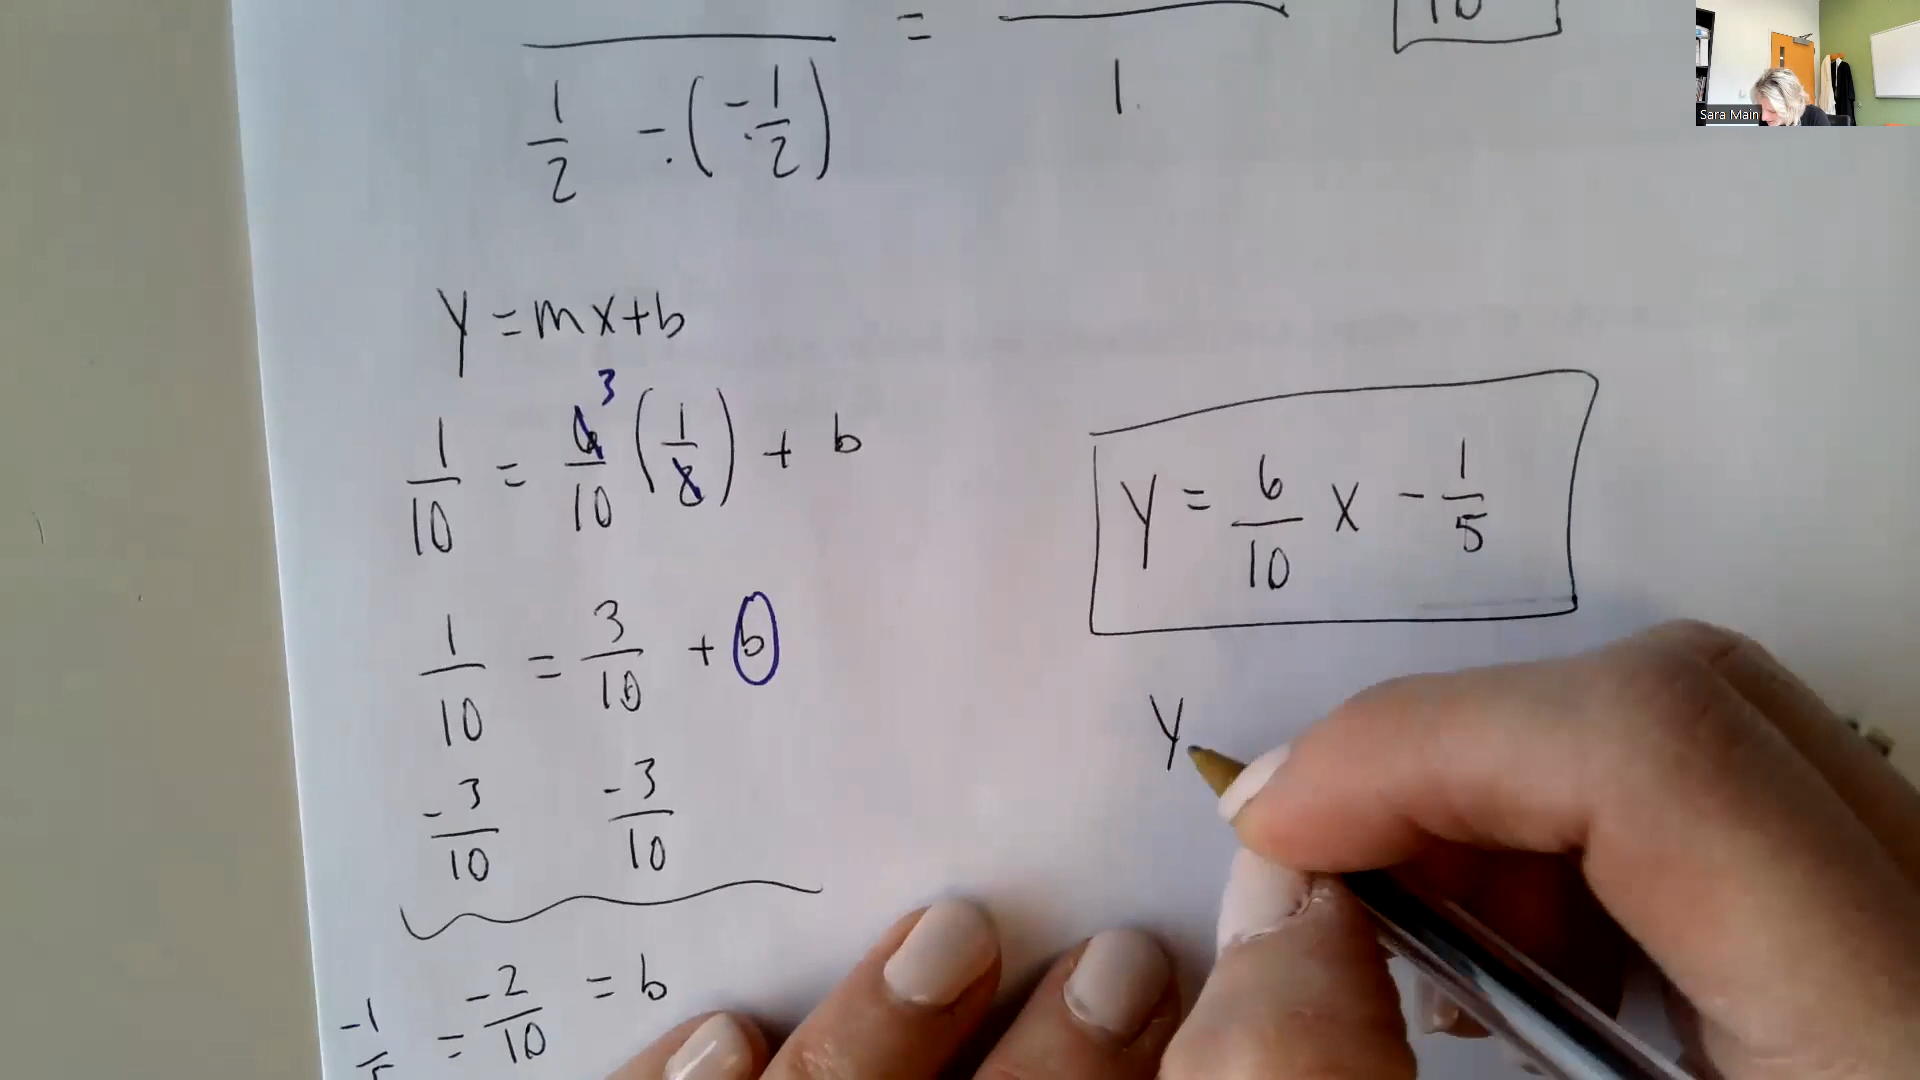 = 10
1/2 - (-1/2) 1
Sara Main
y = mx+b
3
1/10 = 6/10 (1/2) + b
y = 6/10 x - 1/5
1/10 = 3/10 + b
y
-3/10 -3/10
-1/5 = -2/10 = b